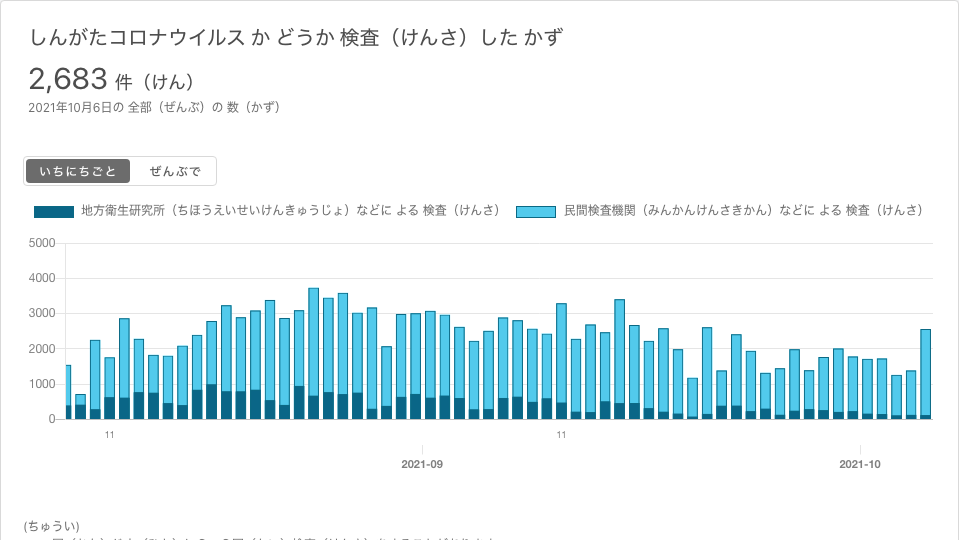 しんがたコロナウイルス か どうか 検査（けんさ）した かず
2,683 件（けん）
2021年10月6日の 全部（ぜんぶ）の 数（かず）
いちにちごと ぜんぶで
地方衛生研究所（ちほうえいせいけんきゅうじょ）などに よる 検査（けんさ） 民間検査機関（みんかんけんさきかん）などに よる 検査（けんさ）
5000
4000
3000
2000
1000
0
11 11
2021-09 2021-10
(ちゅうい)